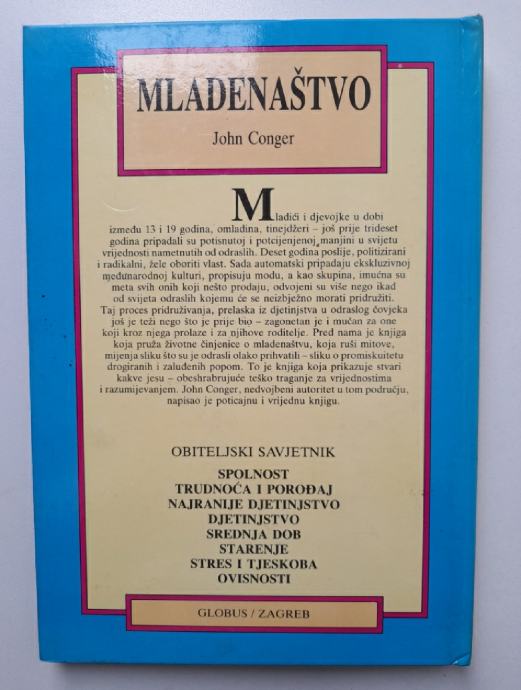 MLADENAŠTVO
John Conger
Mladići i djevojke u dobi
između 13 i 19 godina, omladina, tinejdžeri – još prije trideset
godina pripadali su potisnutoj i potcijenjenoj manjini u svijetu
vrijednosti nametnutih od odraslih. Deset godina poslije, politizirani
i radikalni, žele oboriti vlast. Sada automatski pripadaju ekskluzivnoj
međunarodnoj kulturi, propisuju modu, a kao skupina, imućna su
meta svih onih koji nešto prodaju, odvojeni su više nego ikad
od svijeta odraslih kojemu će se neizbježno morati pridružiti.
Taj proces pridruživanja, prelaska iz djetinjstva u odraslog čovjeka
još je teži nego što je prije bio – zagonetan je i mučan za one
koji kroz njega prolaze i za njihove roditelje. Pred nama je knjiga
koja pruža životne činjenice o mladenaštvu, koja ruši mitove,
mijenja sliku što su je odrasli olako prihvatili – sliku o promiskuitetu
drogiranih i zaluđenih popom. To je knjiga koja prikazuje stvari
kakve jesu – obeshrabrujuće teško traganje za vrijednostima
i razumijevanjem. John Conger, nedvojbeni autoritet u tom području,
napisao je poticajnu i vrijednu knjigu.
OBITELJSKI SAVJETNIK
SPOLNOST
TRUDNOĆA I POROĐAJ
NAJRANIJE DJETINJSTVO
DJETINJSTVO
SREDNJA DOB
STARENJE
STRES I TJESKOBA
OVISNOSTI
GLOBUS / ZAGREB